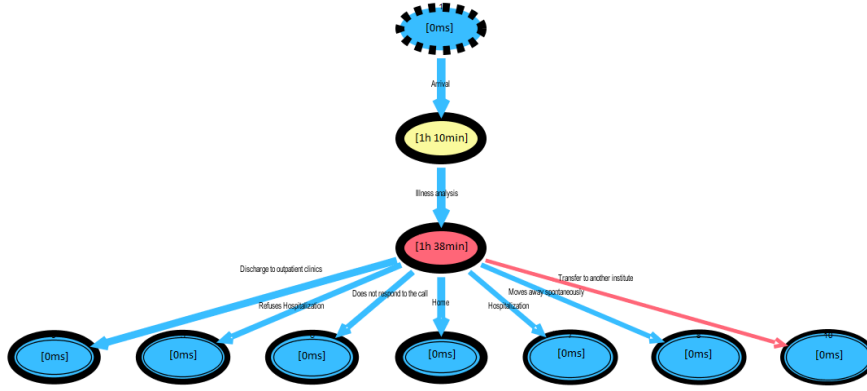 [0ms]
Arrival
[1h 10min]
Illness analysis
[1h 38min]
Discharge to outpatient clinics
Refuses Hospitalization
Does not respond to the call
Home
Hospitalization
Moves away spontaneously
Transfer to another institute
[0ms]
[0ms]
[0ms]
[0ms]
[0ms]
[0ms]
[0ms]